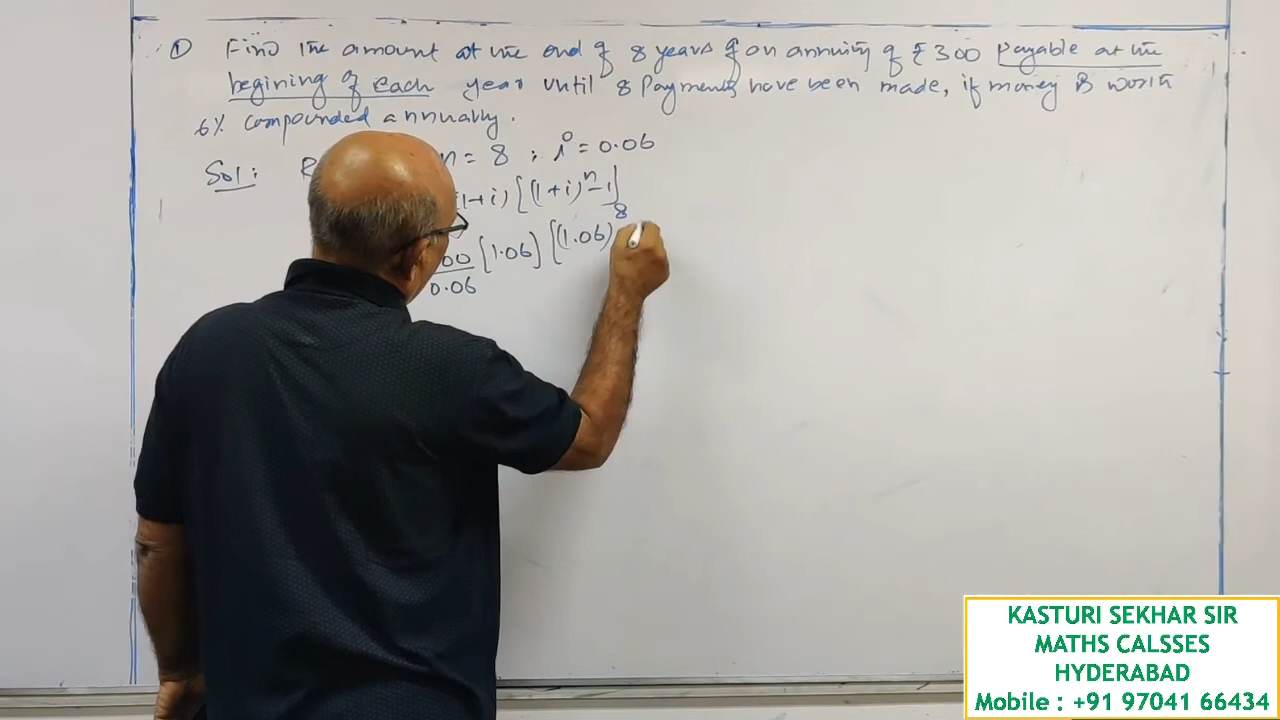 ① Find the amount at the end of 8 years of an annuity of ₹ 300 payable at the
begining of each year until 8 payments have been made, if money is worth
6% compounded annually.
Sol: R n = 8 ; i = 0.06
(1+i) [(1+i)^n - 1]
00/0.06 [1.06] [(1.06)^8
KASTURI SEKHAR SIR
MATHS CALSSES
HYDERABAD
Mobile : +91 97041 66434